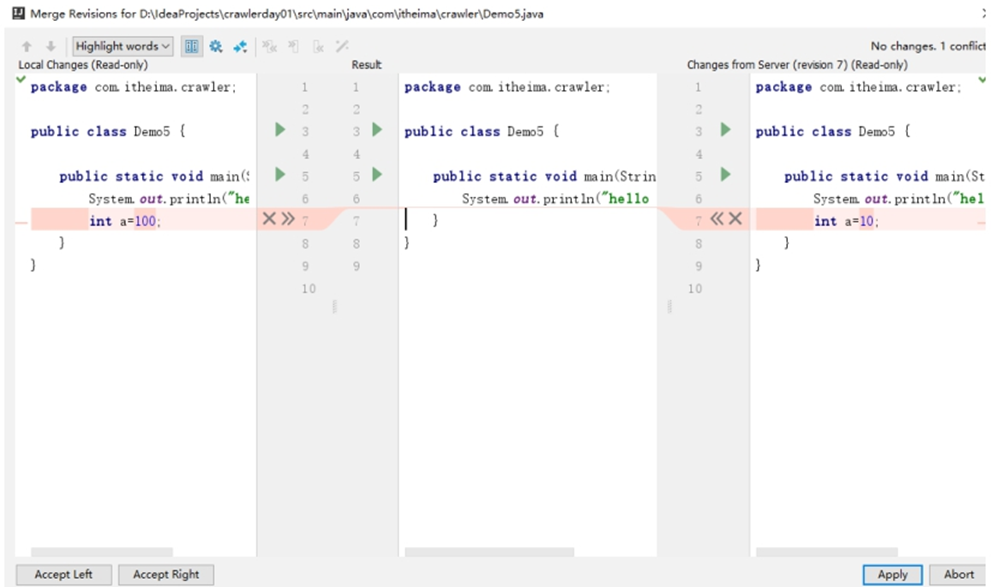 Merge Revisions for D:\IdeaProjects\crawlerday01\src\main\java\com\itheima\crawler\Demo5.java
Highlight words
No changes. 1 conflict
Local Changes (Read-only)
Result
Changes from Server (revision 7) (Read-only)
package com.itheima.crawler;
public class Demo5 {
public static void main(S
System.out.println("he
int a=100;
}
}
1
2
3
4
5
6
7
8
9
10
1
2
3
4
5
6
7
8
9
package com.itheima.crawler;
public class Demo5 {
public static void main(Strin
System.out.println("hello
}
}
1
2
3
4
5
6
7
8
9
10
package com.itheima.crawler;
public class Demo5 {
public static void main(St
System.out.println("hel
int a=10;
}
}
Accept Left
Accept Right
Apply
Abort